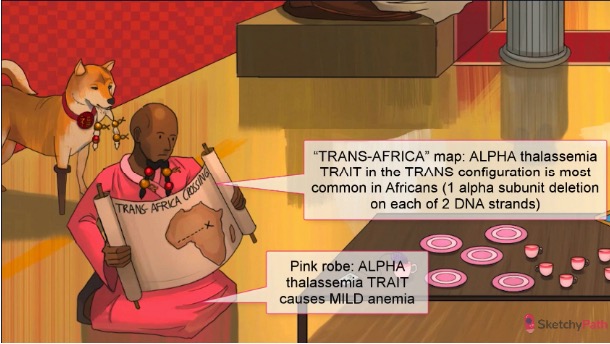 "TRANS-AFRICA" map: ALPHA thalassemia
TRAIT in the TRANS configuration is most
common in Africans (1 alpha subunit deletion
on each of 2 DNA strands)
TRANS-AFRICA CROSSING
Pink robe: ALPHA
thalassemia TRAIT
causes MILD anemia
SketchyPath